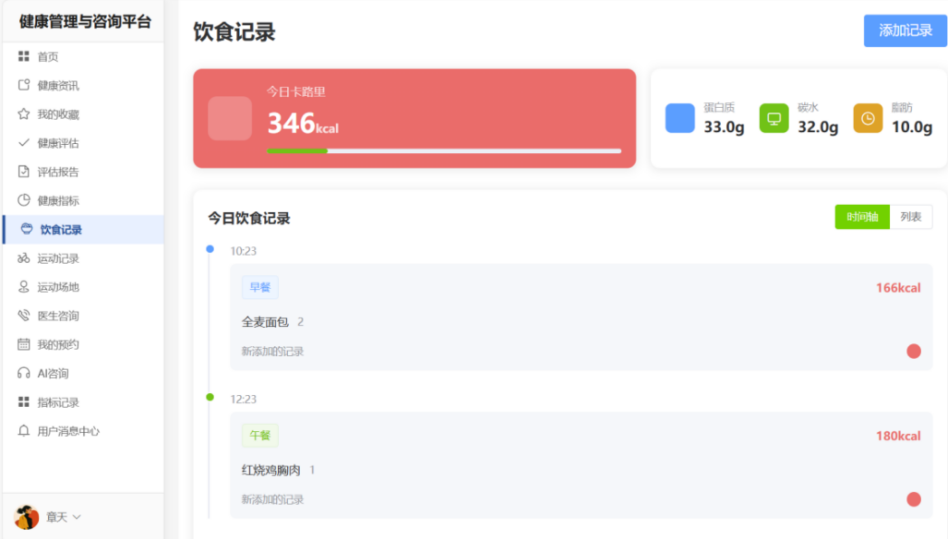 健康管理与咨询平台
首页
健康资讯
我的收藏
健康评估
评估报告
健康指标
饮食记录
运动记录
运动场地
医生咨询
我的预约
AI咨询
指标记录
用户消息中心
章天
饮食记录
添加记录
今日卡路里
346kcal
蛋白质
33.0g
碳水
32.0g
脂肪
10.0g
今日饮食记录
时间轴 列表
10:23
早餐 166kcal
全麦面包 2
新添加的记录
12:23
午餐 180kcal
红烧鸡胸肉 1
新添加的记录